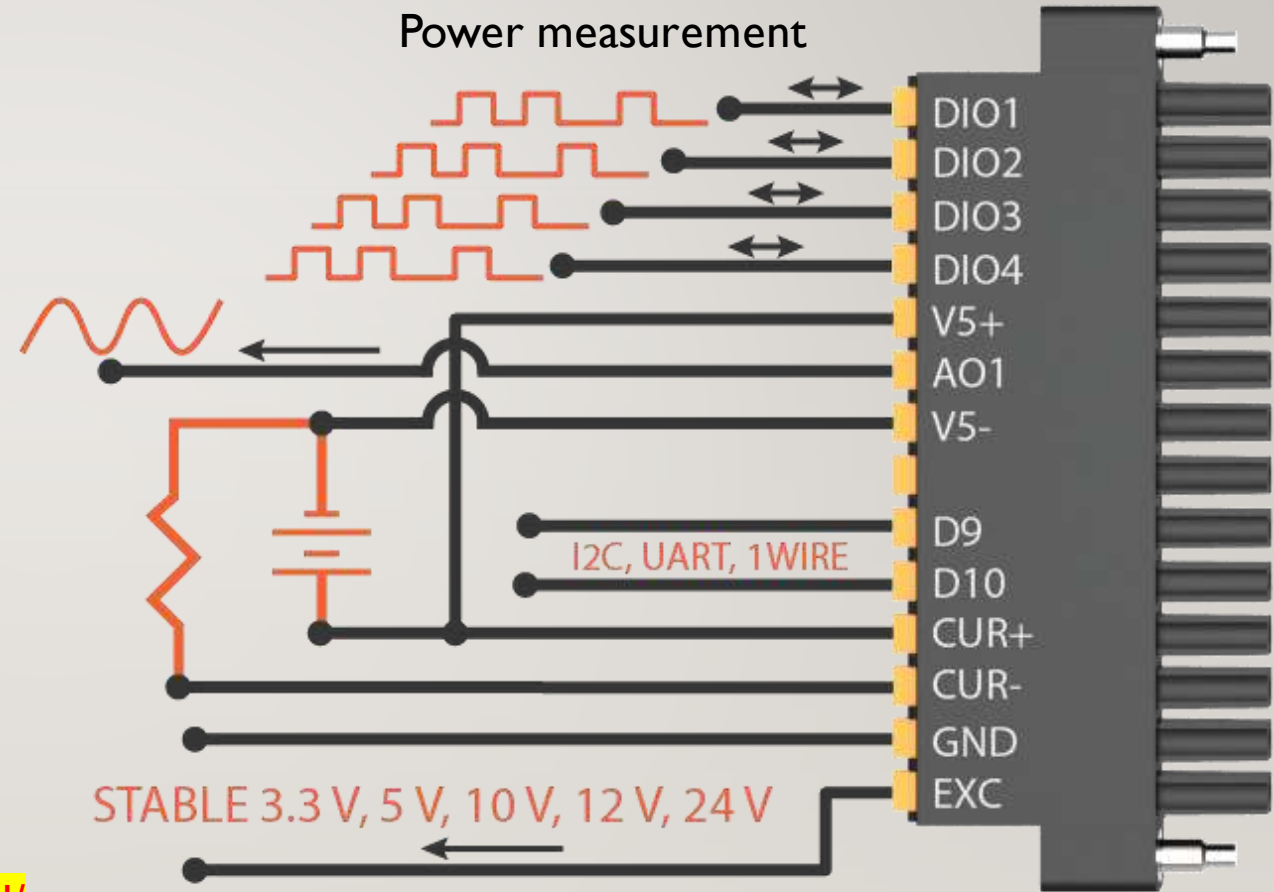 Power measurement
DIO1
DIO2
DIO3
DIO4
V5+
AO1
V5-
D9
I2C, UART, 1WIRE
D10
CUR+
CUR-
GND
EXC
STABLE 3.3 V, 5 V, 10 V, 12 V, 24 V